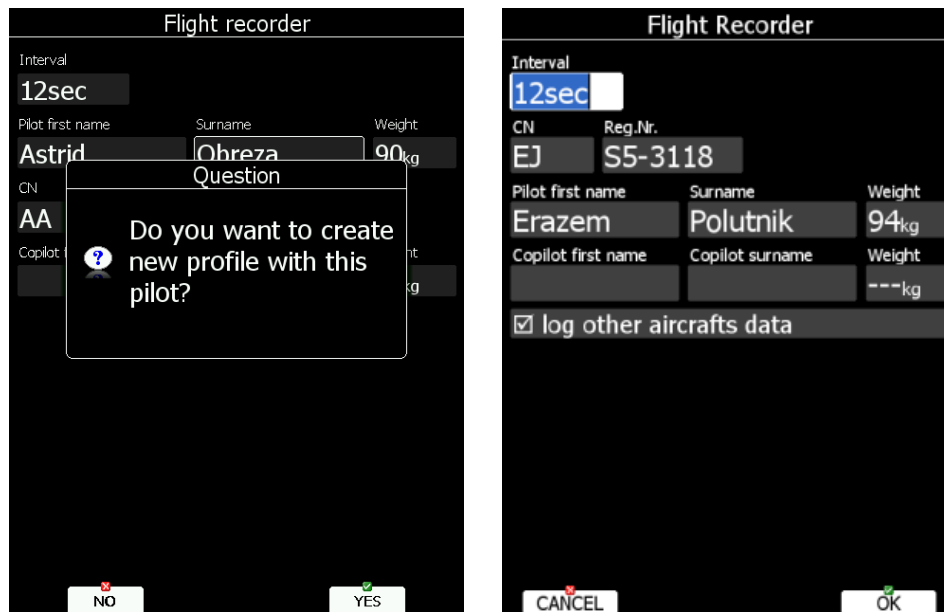 Flight recorder
Interval
12sec
Pilot first name Surname Weight
Astrid Obreza 90kg
CN
AA
Question
Do you want to create
new profile with this
pilot?
Copilot
kg
NO YES
Flight Recorder
Interval
12sec
CN Reg.Nr.
EJ S5-3118
Pilot first name Surname Weight
Erazem Polutnik 94kg
Copilot first name Copilot surname Weight
---kg
☑ log other aircrafts data
CANCEL OK